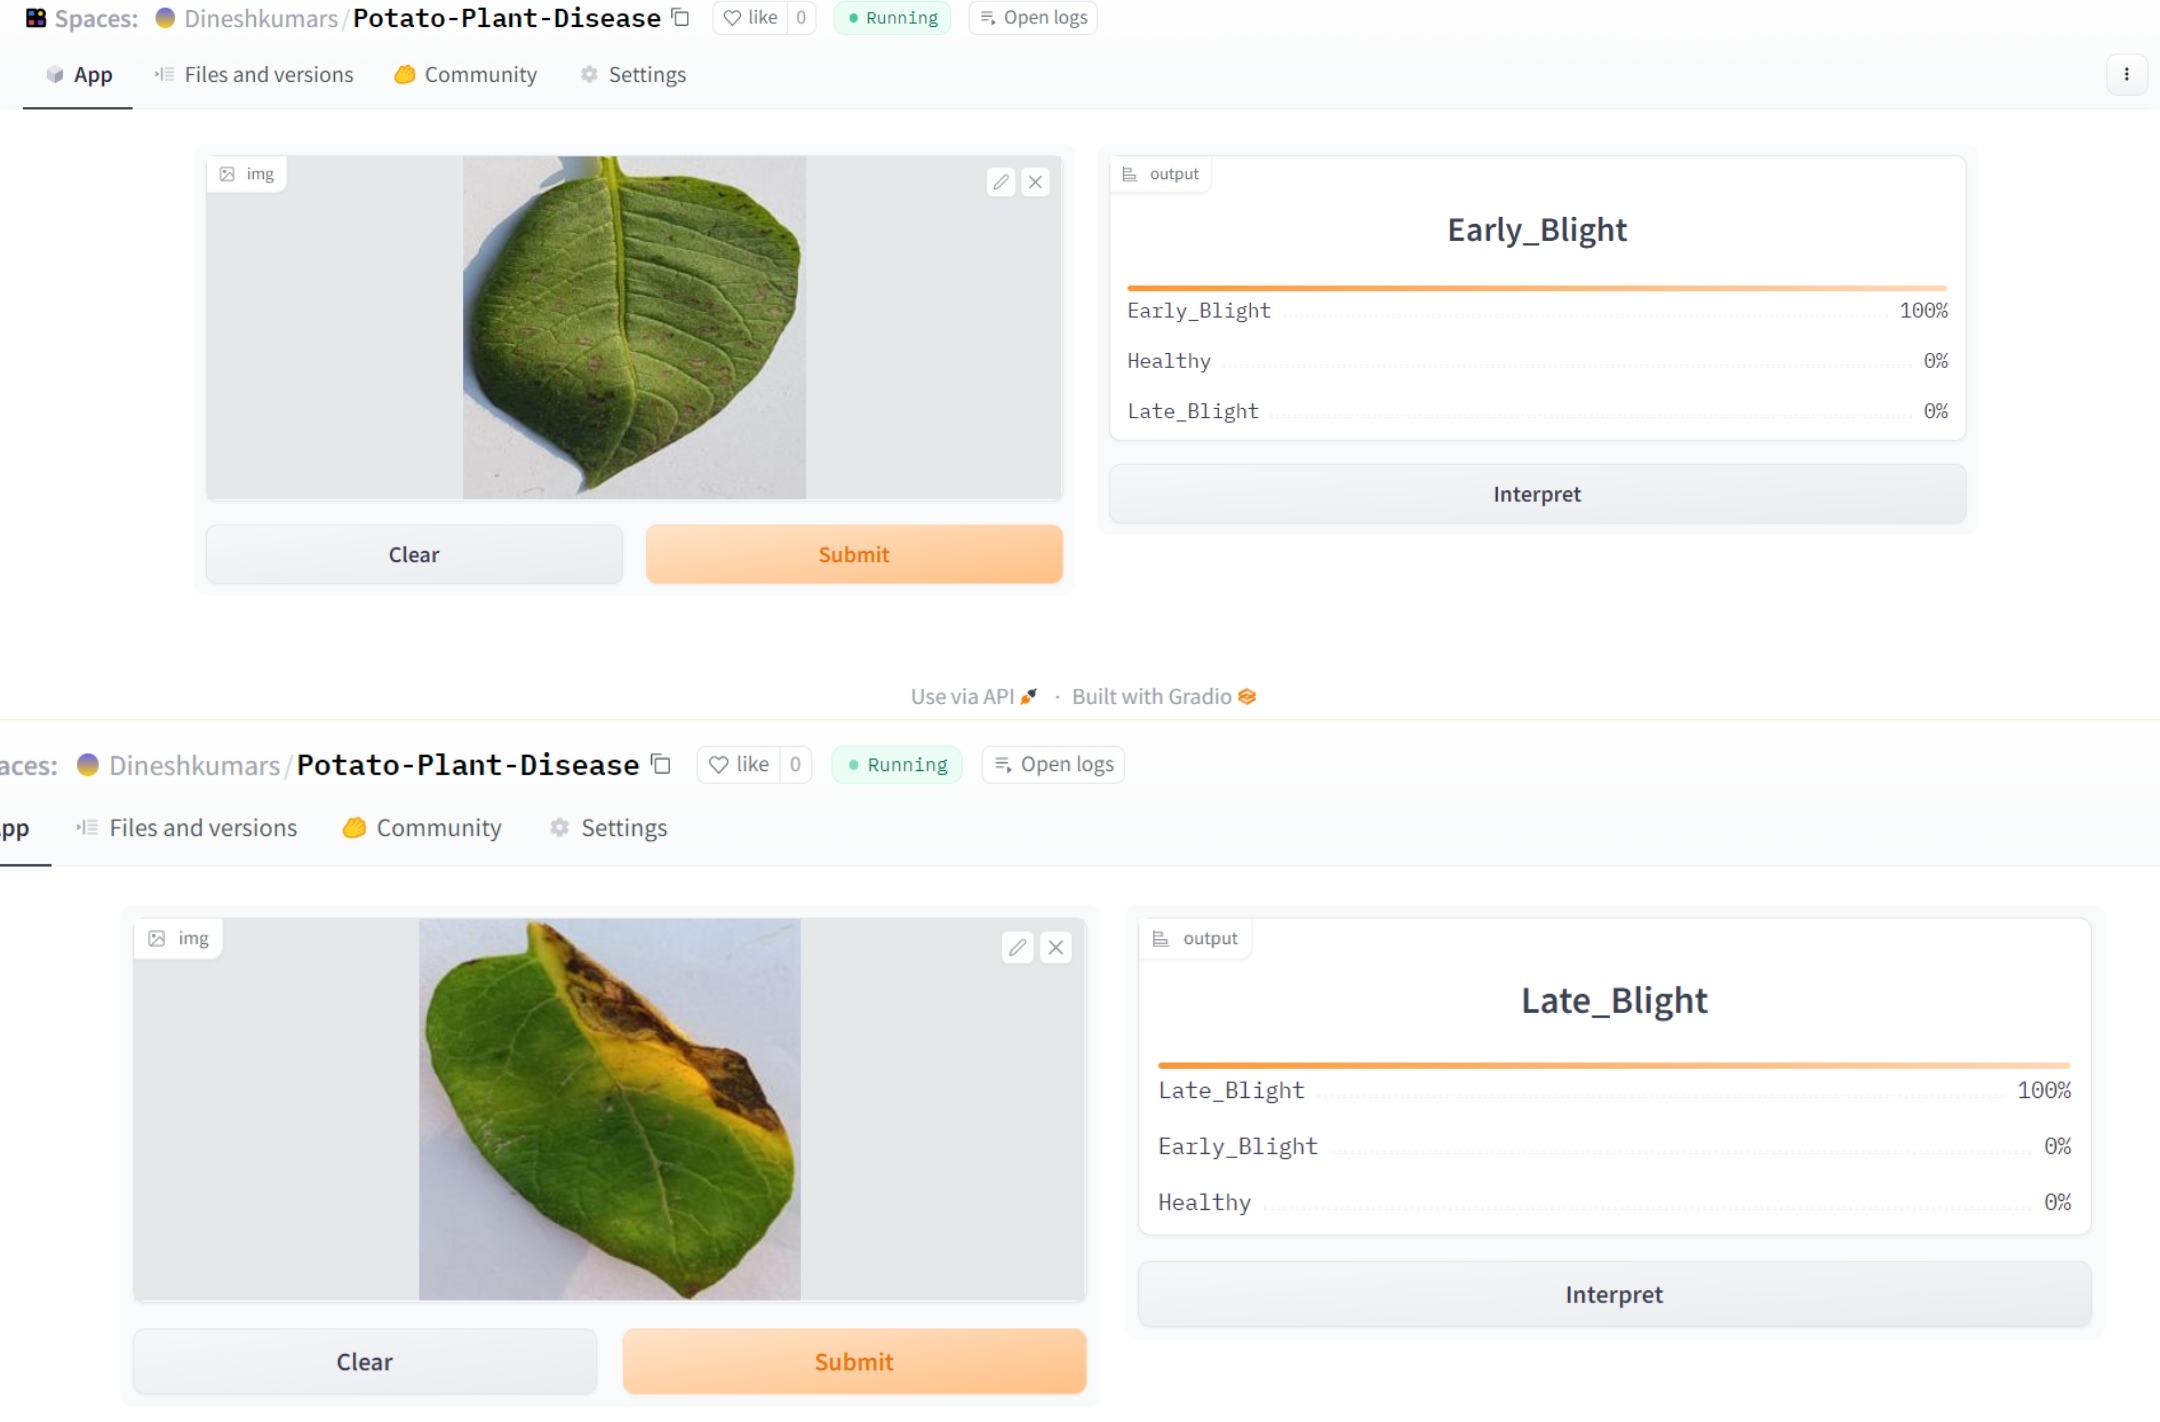 Spaces: Dineshkumars/Potato-Plant-Disease like 0 Running Open logs
App Files and versions Community Settings
img
output
Early_Blight
Early_Blight 100%
Healthy 0%
Late_Blight 0%
Interpret
Clear Submit
Use via API · Built with Gradio
aces: Dineshkumars/Potato-Plant-Disease like 0 Running Open logs
pp Files and versions Community Settings
img
output
Late_Blight
Late_Blight 100%
Early_Blight 0%
Healthy 0%
Interpret
Clear Submit